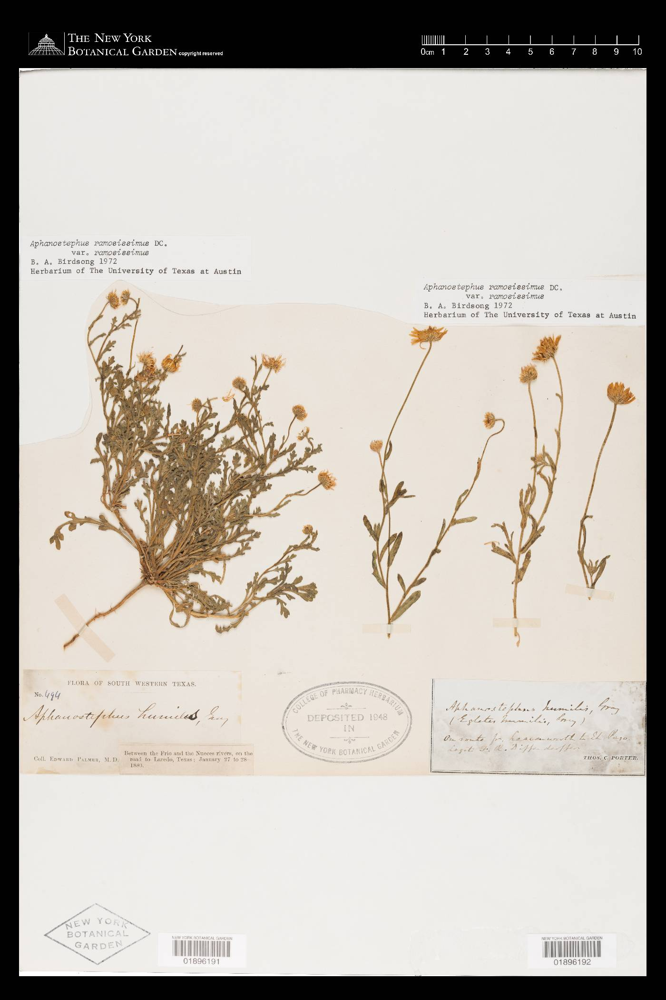 THE NEW YORK
BOTANICAL GARDEN copyright reserved
0cm 1 2 3 4 5 6 7 8 9 10
Aphanostephus ramosissimus DC.
var. ramosissimus
B. A. Birdsong 1972
Herbarium of The University of Texas at Austin
Aphanostephus ramosissimus DC.
var. ramosissimus
B. A. Birdsong 1972
Herbarium of The University of Texas at Austin
FLORA OF SOUTH WESTERN TEXAS.
No. 494
Aphanostephus humilis, Gray
Coll. EDWARD PALMER, M. D.
Between the Frio and the Nueces rivers, on the
road to Laredo, Texas; January 27 to 28—
1880.
COLLEGE OF PHARMACY HERBARIUM
DEPOSITED 1948
IN
THE NEW YORK BOTANICAL GARDEN
Aphanostephus humilis, Gray
(Egletes humilis, Gray)
On route fr. Leavenworth to El Paso.
Legit F. R. Diffenderffer
THOS. C. PORTER.
NEW YORK
BOTANICAL
GARDEN
NEW YORK BOTANICAL GARDEN
01896191
NEW YORK BOTANICAL GARDEN
01896192